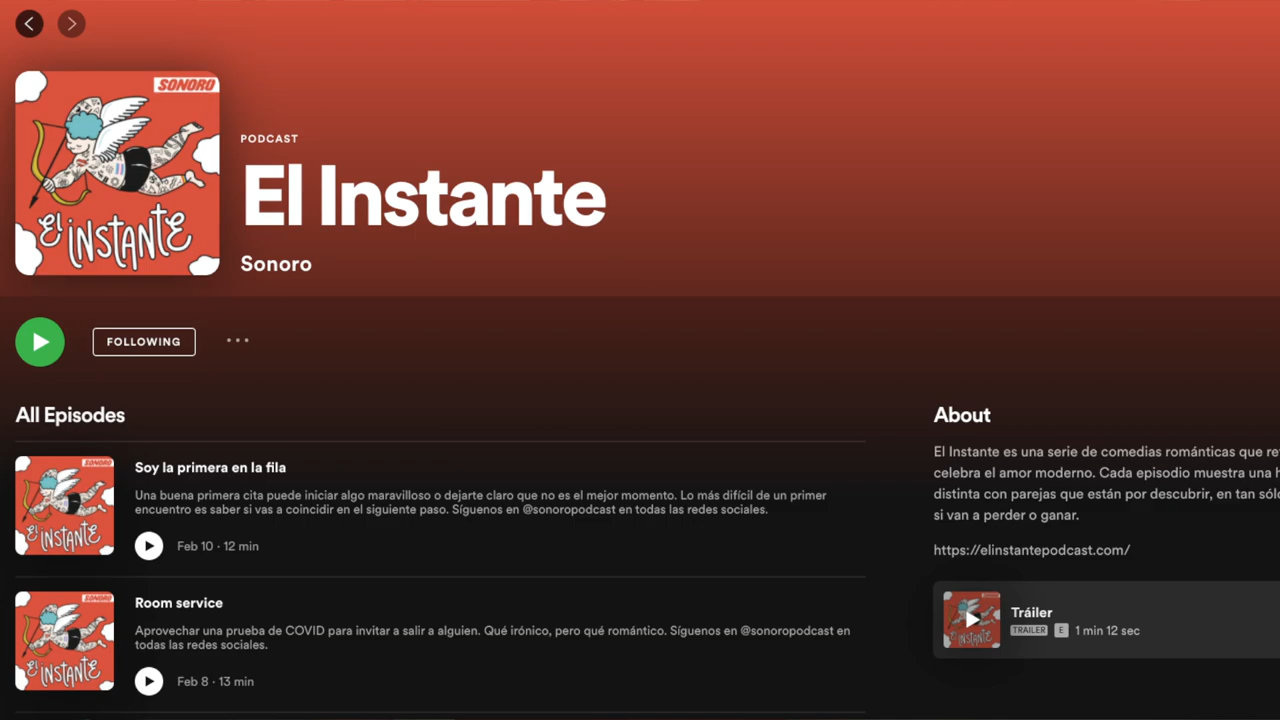 SONORO
EL INSTANTE
PODCAST
El Instante
Sonoro
FOLLOWING
All Episodes
SONORO
EL INSTANTE
Soy la primera en la fila
Una buena primera cita puede iniciar algo maravilloso o dejarte claro que no es el mejor momento. Lo más difícil de un primer
encuentro es saber si vas a coincidir en el siguiente paso. Síguenos en @sonoropodcast en todas las redes sociales.
Feb 10 · 12 min
SONORO
EL INSTANTE
Room service
Aprovechar una prueba de COVID para invitar a salir a alguien. Qué irónico, pero qué romántico. Síguenos en @sonoropodcast en
todas las redes sociales.
Feb 8 · 13 min
About
El Instante es una serie de comedias románticas que
celebra el amor moderno. Cada episodio muestra una
distinta con parejas que están por descubrir, en tan sólo
si van a perder o ganar.
https://elinstantepodcast.com/
EL INSTANTE
Tráiler
TRAILER E 1 min 12 sec